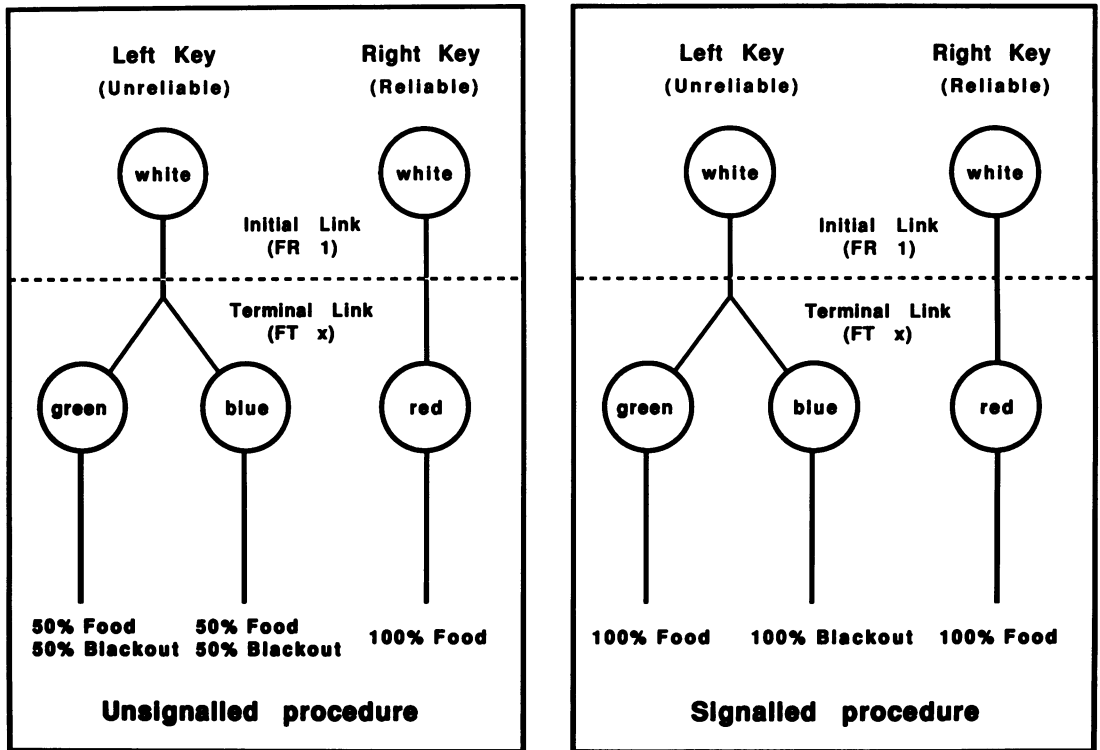 Left Key
(Unreliable)
Right Key
(Reliable)
white
white
Initial Link
(FR 1)
Terminal Link
(FT x)
green
blue
red
50% Food
50% Blackout
50% Food
50% Blackout
100% Food
Unsignalled procedure
Left Key
(Unreliable)
Right Key
(Reliable)
white
white
Initial Link
(FR 1)
Terminal Link
(FT x)
green
blue
red
100% Food
100% Blackout
100% Food
Signalled procedure